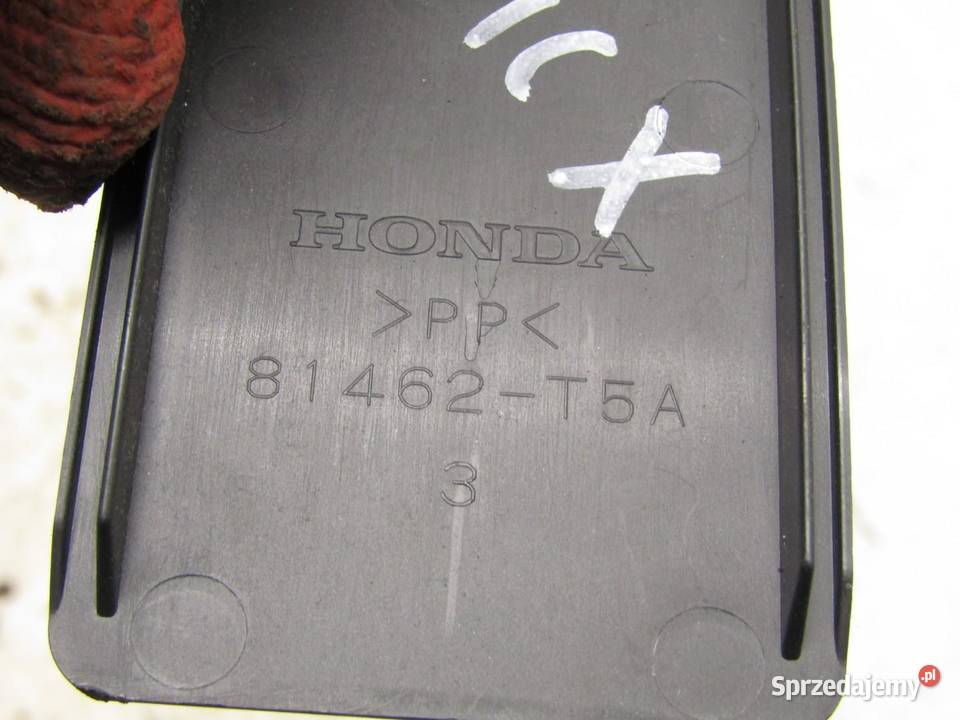 HONDA
>PP<
81462-T5A
3
Sprzedajemy.pl